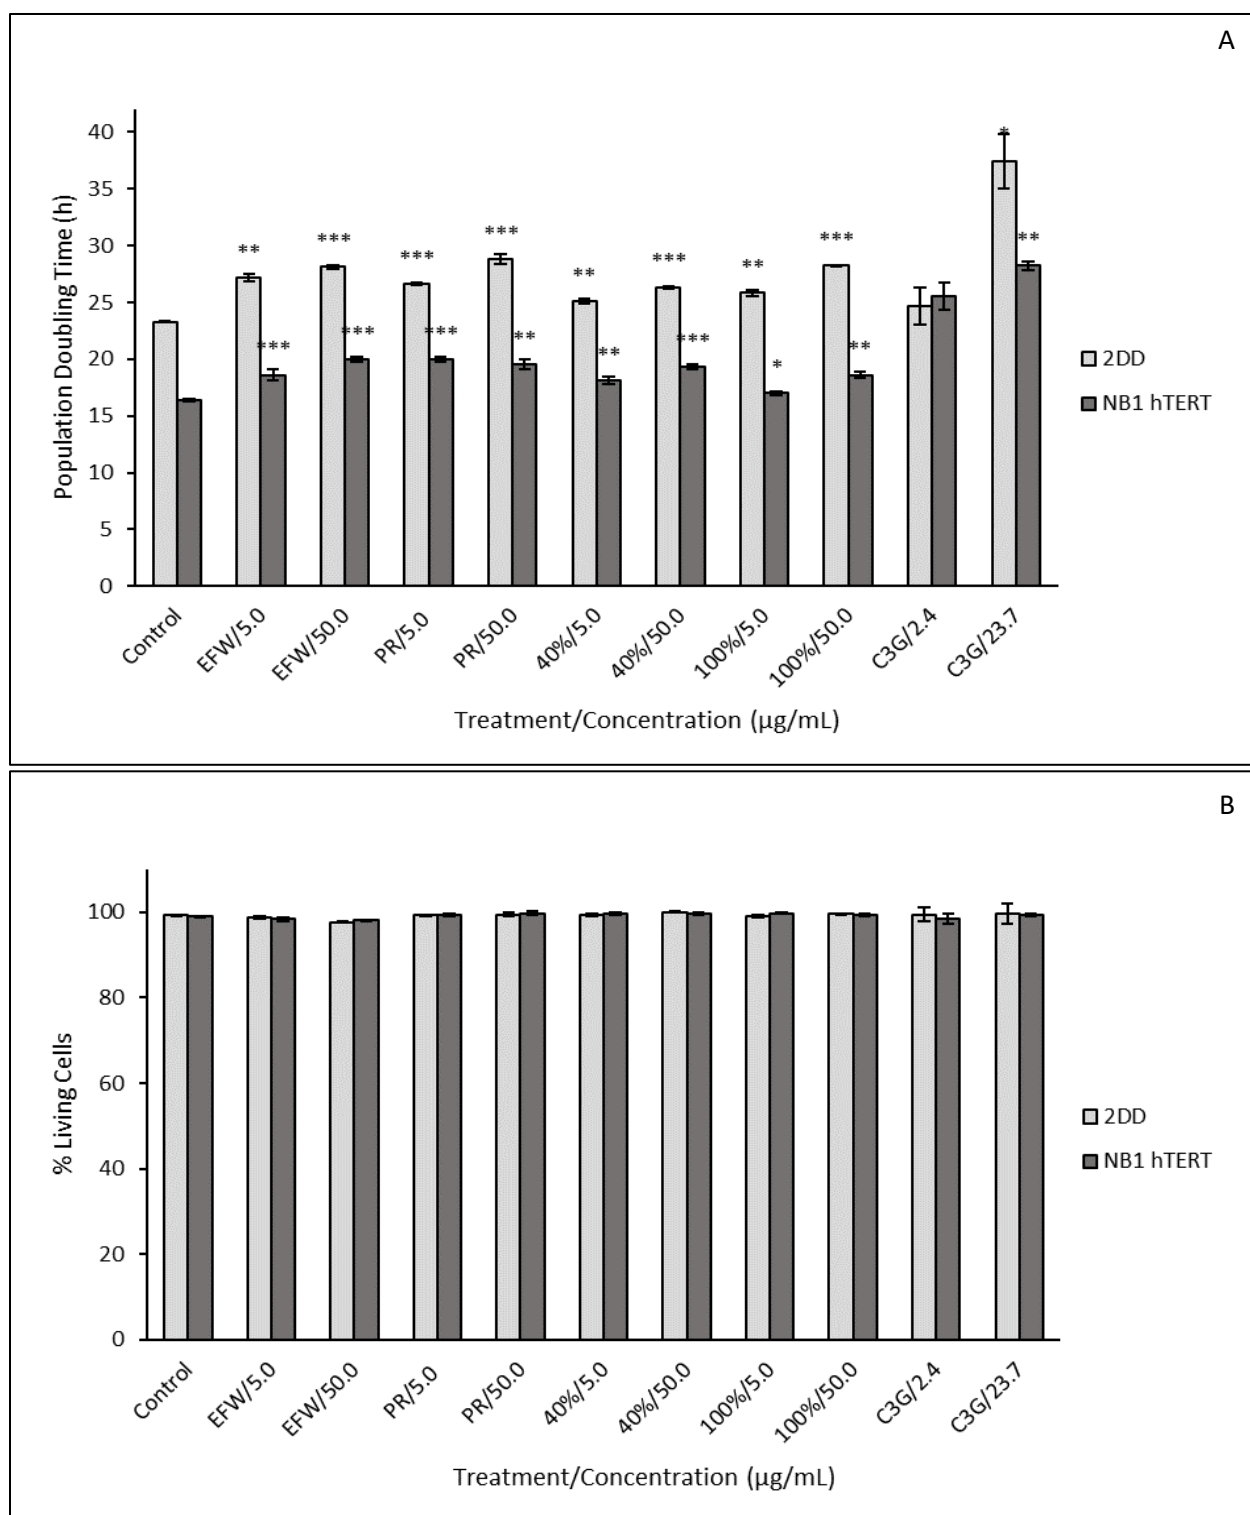 A
Population Doubling Time (h)
40
35
30
25
20
15
10
5
0
*
** *** *** *** ** *** ** *** **
*** *** *** ** ** *** * **
2DD
NB1 hTERT
Control EFW/5.0 EFW/50.0 PR/5.0 PR/50.0 40%/5.0 40%/50.0 100%/5.0 100%/50.0 C3G/2.4 C3G/23.7
Treatment/Concentration (µg/mL)
B
% Living Cells
100
80
60
40
20
0
2DD
NB1 hTERT
Control EFW/5.0 EFW/50.0 PR/5.0 PR/50.0 40%/5.0 40%/50.0 100%/5.0 100%/50.0 C3G/2.4 C3G/23.7
Treatment/Concentration (µg/mL)